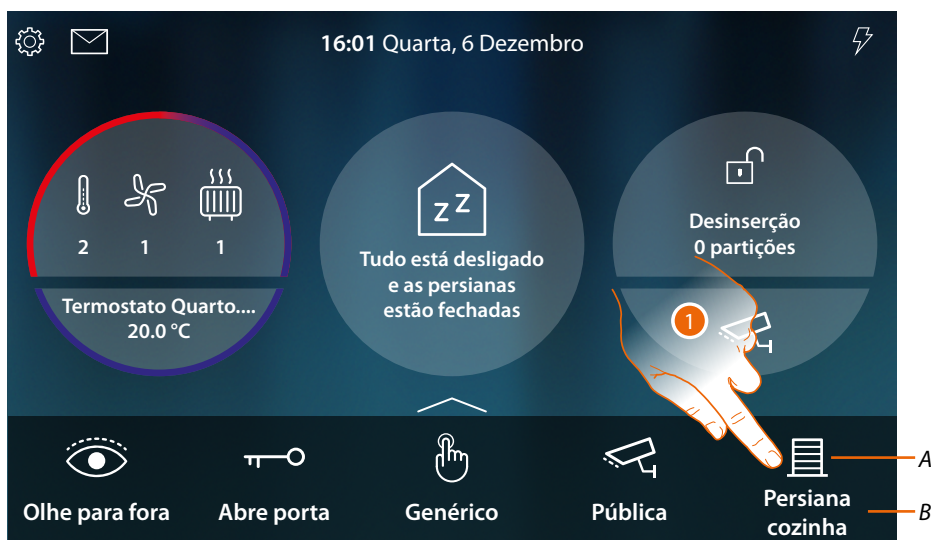 16:01 Quarta, 6 Dezembro
2 1 1
Termostato Quarto....
20.0 °C
zZ
Tudo está desligado
e as persianas
estão fechadas
Desinserção
0 partições
1
Olhe para fora
Abre porta
Genérico
Pública
Persiana
cozinha
A
B